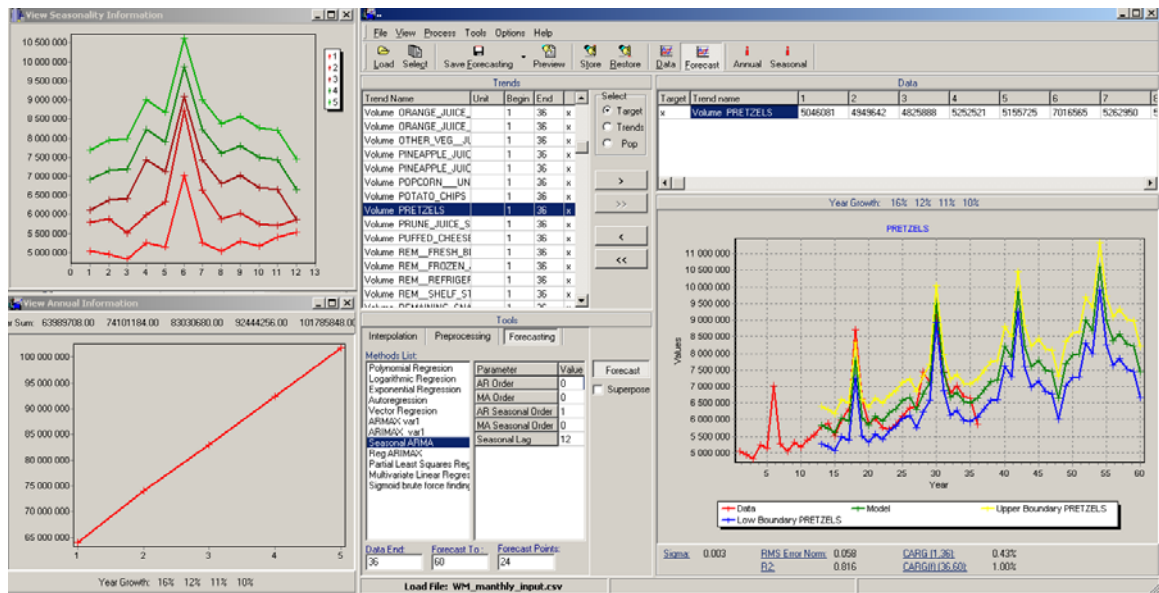 View Seasonality Information
10 500 000
10 000 000
9 500 000
9 000 000
8 500 000
8 000 000
7 500 000
7 000 000
6 500 000
6 000 000
5 500 000
5 000 000
0 1 2 3 4 5 6 7 8 9 10 11 12 13
1
2
3
4
5
View Annual Information
r Sum: 63989708.00 74101184.00 83030680.00 92444256.00 101785848.00
100 000 000
95 000 000
90 000 000
85 000 000
80 000 000
75 000 000
70 000 000
65 000 000
1 2 3 4 5
Year Growth: 16% 12% 11% 10%
File View Process Tools Options Help
Load Select Save Forecasting Preview Store Restore Data Forecast Annual Seasonal
Trends
Trend Name Unit Begin End
Volume ORANGE_JUICE_ 1 36 x
Volume ORANGE_JUICE_ 1 36 x
Volume OTHER_VEG__JU 1 36 x
Volume PINEAPPLE_JUIC 1 36 x
Volume PINEAPPLE_JUIC 1 36 x
Volume POPCORN___UN 1 36 x
Volume POTATO_CHIPS 1 36 x
Volume PRETZELS 1 36 x
Volume PRUNE_JUICE_S 1 36 x
Volume PUFFED_CHEESE 1 36 x
Volume REM__FRESH_BI 1 36 x
Volume REM__FROZEN_ 1 36 x
Volume REM__REFRIGEF 1 36 x
Volume REM__SHELF_ST 1 36 x
Select
Target
Trends
Pop
>
>>
<
<<
Tools
Interpolation Preprocessing Forecasting
Methods List:
Polynomial Regresion
Logarithmic Regresion
Exponential Regression
Autoregression
Vector Regresion
ARMAX var1
ARIMAX var1
Seasonal ARMA
Reg ARIMAX
Partial Least Squares Reg
Multivariate Linear Regres
Sigmoid brute force finding
Parameter Value
AR Order 0
MA Order 0
AR Seasonal Order 1
MA Seasonal Order 0
Seasonal Lag 12
Forecast
Superpose
Data End: Forecast To: Forecast Points:
36 60 24
Load File: WM_manthly_input.csv
Data
Target Trend name 1 2 3 4 5 6 7 8
x Volume PRETZELS 5046081 4949642 4825888 5252521 5155725 7016565 5262950 5
Year Growth: 16% 12% 11% 10%
PRETZELS
11 000 000
10 500 000
10 000 000
9 500 000
9 000 000
8 500 000
8 000 000
7 500 000
7 000 000
6 500 000
6 000 000
5 500 000
5 000 000
Values
5 10 15 20 25 30 35 40 45 50 55 60
Year
Data Model Upper Boundary PRETZELS
Low Boundary PRETZELS
Sigma: 0.003 RMS Error Norm: 0.058 CARG (1,36): 0.43%
R2: 0.816 CARG(f) (36,60): 1.00%